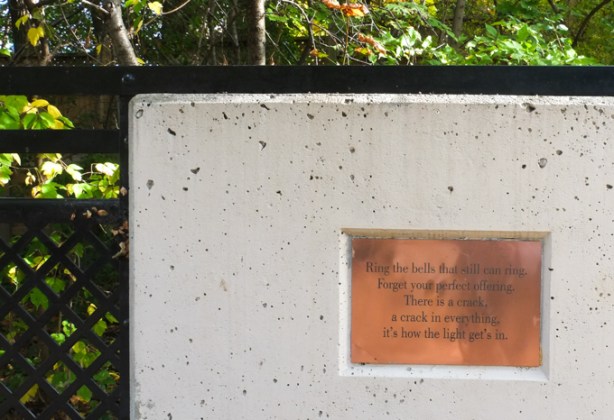 Ring the bells that still can ring.
Forget your perfect offering.
There is a crack,
a crack in everything,
it's how the light get's in.